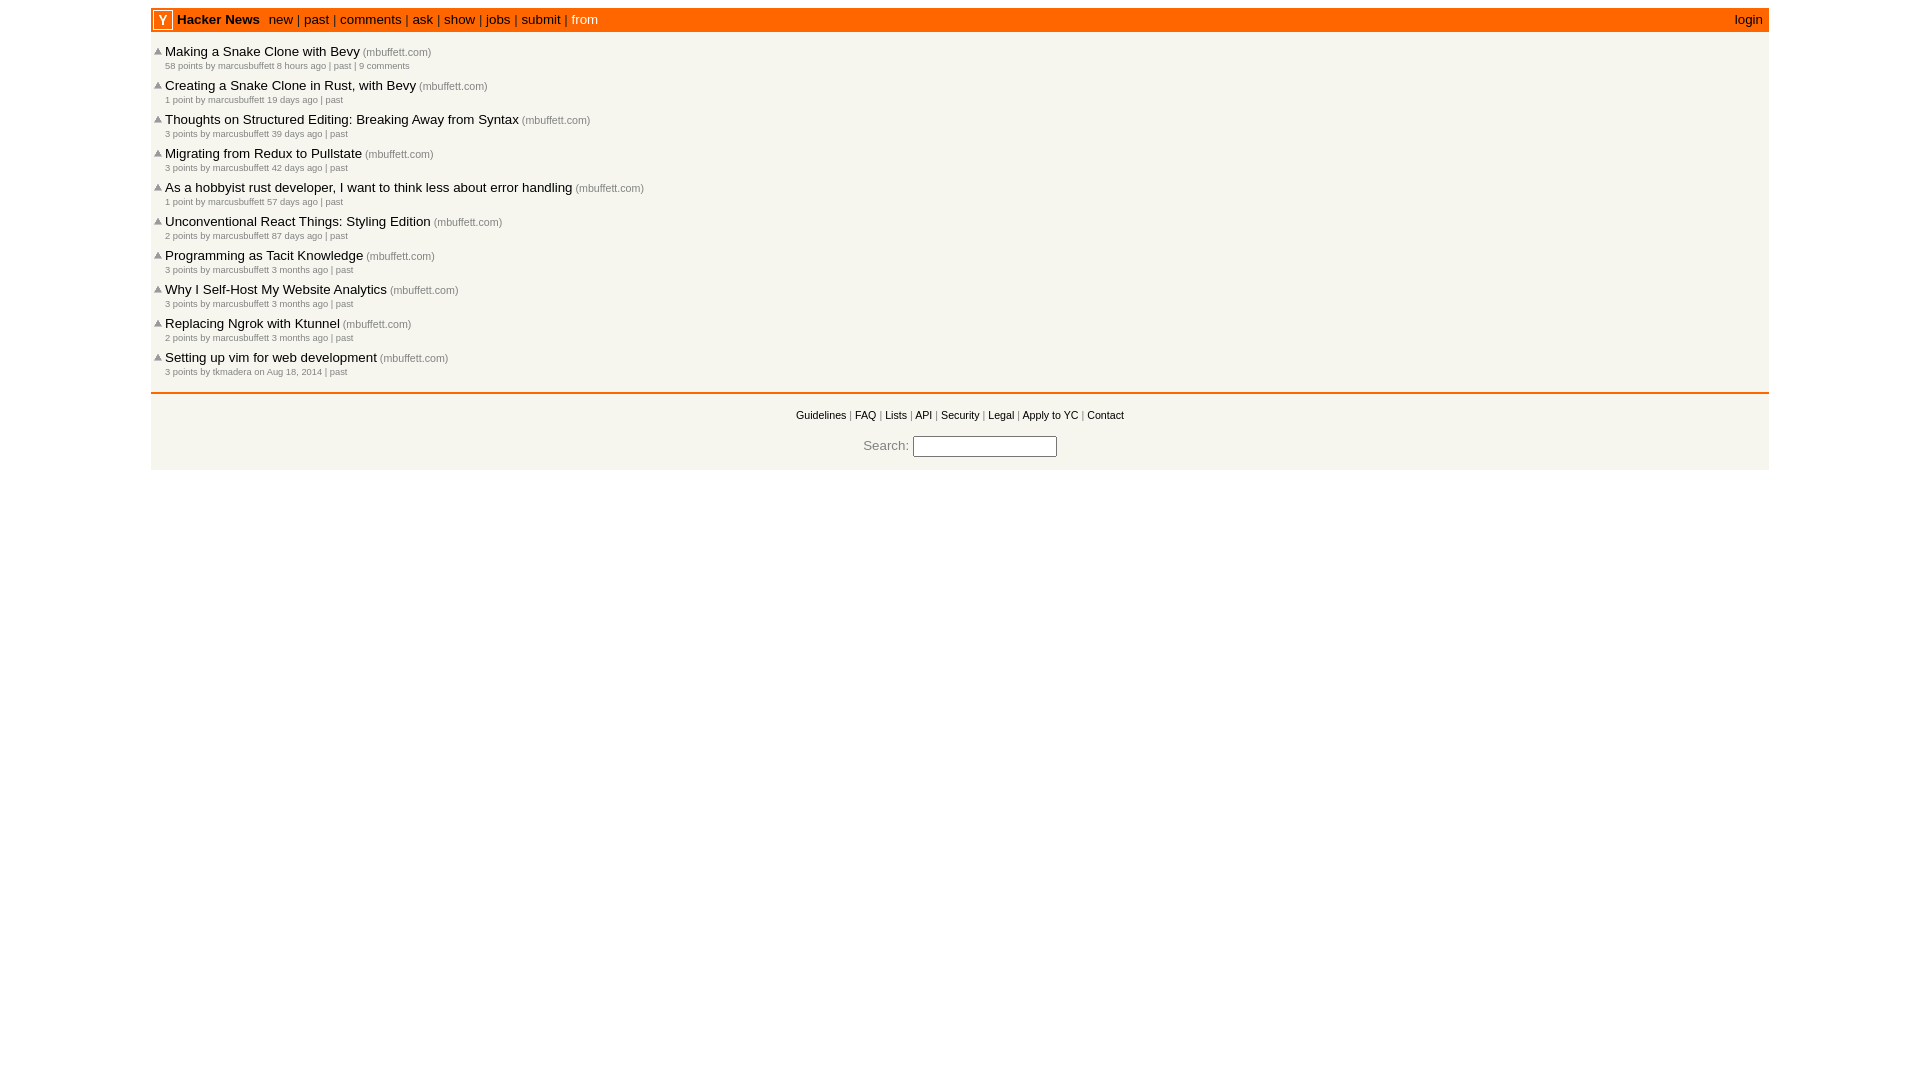 Y Hacker News new | past | comments | ask | show | jobs | submit | from login
Making a Snake Clone with Bevy (mbuffett.com)
58 points by marcusbuffett 8 hours ago | past | 9 comments
Creating a Snake Clone in Rust, with Bevy (mbuffett.com)
1 point by marcusbuffett 19 days ago | past
Thoughts on Structured Editing: Breaking Away from Syntax (mbuffett.com)
3 points by marcusbuffett 39 days ago | past
Migrating from Redux to Pullstate (mbuffett.com)
3 points by marcusbuffett 42 days ago | past
As a hobbyist rust developer, I want to think less about error handling (mbuffett.com)
1 point by marcusbuffett 57 days ago | past
Unconventional React Things: Styling Edition (mbuffett.com)
2 points by marcusbuffett 87 days ago | past
Programming as Tacit Knowledge (mbuffett.com)
3 points by marcusbuffett 3 months ago | past
Why I Self-Host My Website Analytics (mbuffett.com)
3 points by marcusbuffett 3 months ago | past
Replacing Ngrok with Ktunnel (mbuffett.com)
2 points by marcusbuffett 3 months ago | past
Setting up vim for web development (mbuffett.com)
3 points by tkmadera on Aug 18, 2014 | past
Guidelines | FAQ | Lists | API | Security | Legal | Apply to YC | Contact
Search: